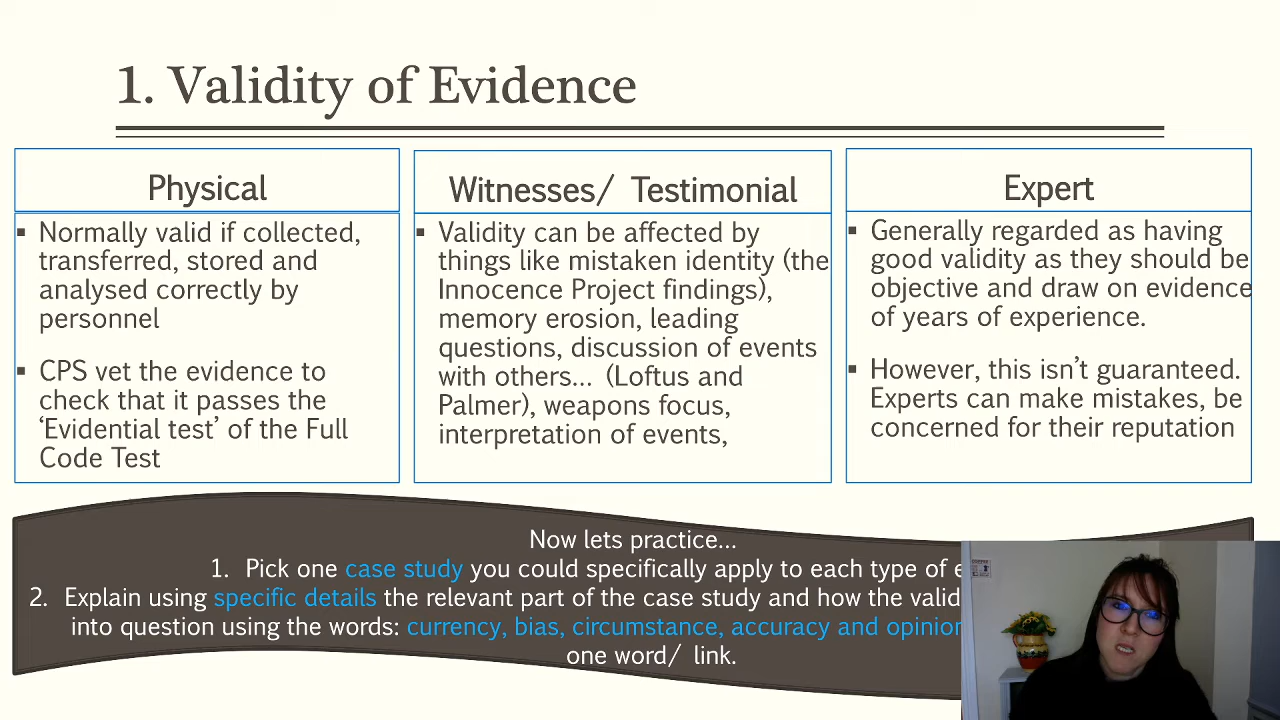 1. Validity of Evidence
Physical
▪ Normally valid if collected,
transferred, stored and
analysed correctly by
personnel
▪ CPS vet the evidence to
check that it passes the
‘Evidential test’ of the Full
Code Test
Witnesses/ Testimonial
▪ Validity can be affected by
things like mistaken identity (the
Innocence Project findings),
memory erosion, leading
questions, discussion of events
with others… (Loftus and
Palmer), weapons focus,
interpretation of events,
Expert
▪ Generally regarded as having
good validity as they should be
objective and draw on evidence
of years of experience.
▪ However, this isn’t guaranteed.
Experts can make mistakes, be
concerned for their reputation
Now lets practice…
1. Pick one case study you could specifically apply to each type of
2. Explain using specific details the relevant part of the case study and how the
into question using the words: currency, bias, circumstance, accuracy and opinion
one word/ link.